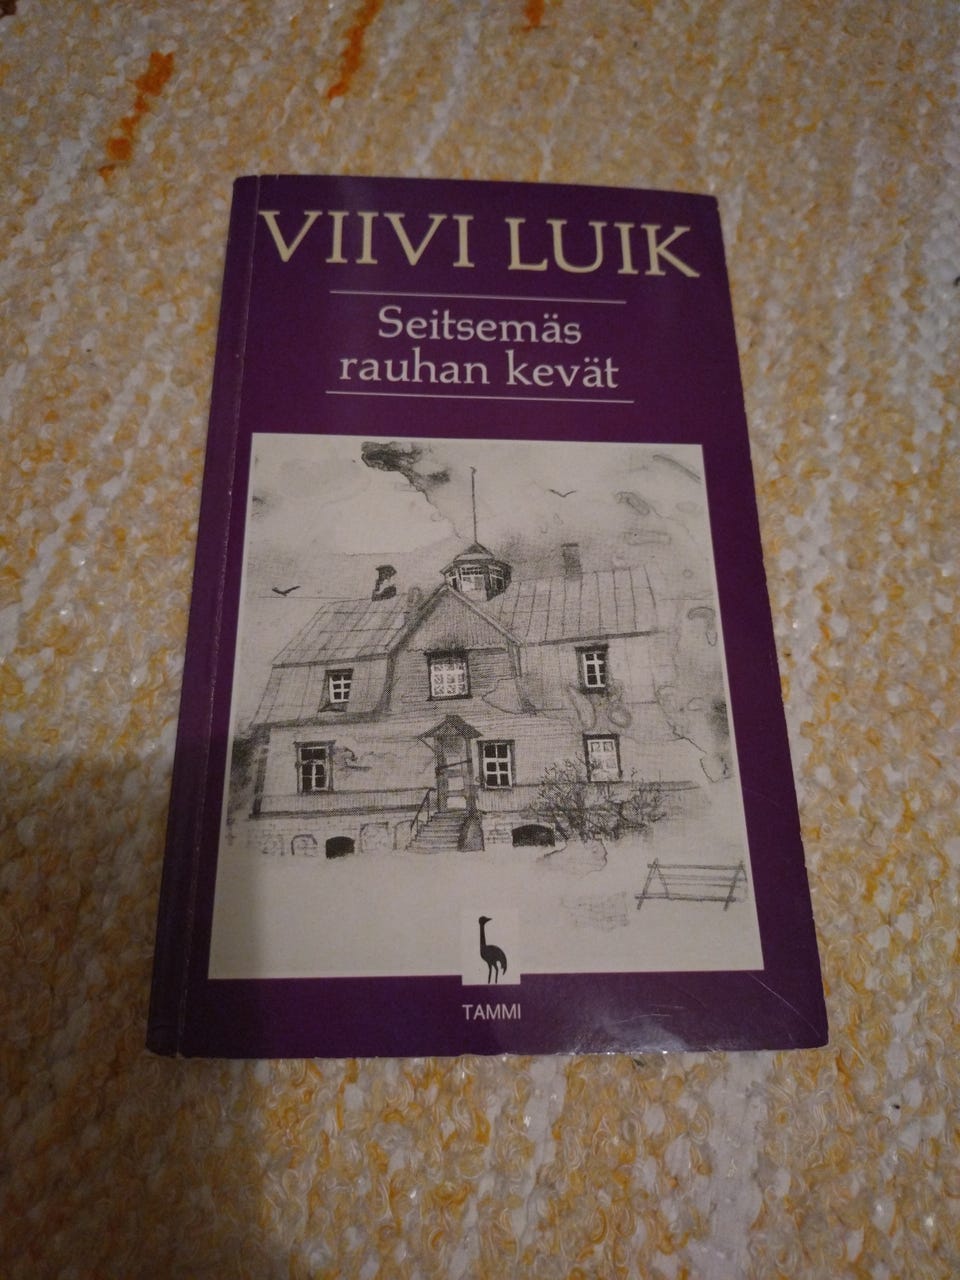 VIIVI LUIK
Seitsemäs
rauhan kevät
TAMMI